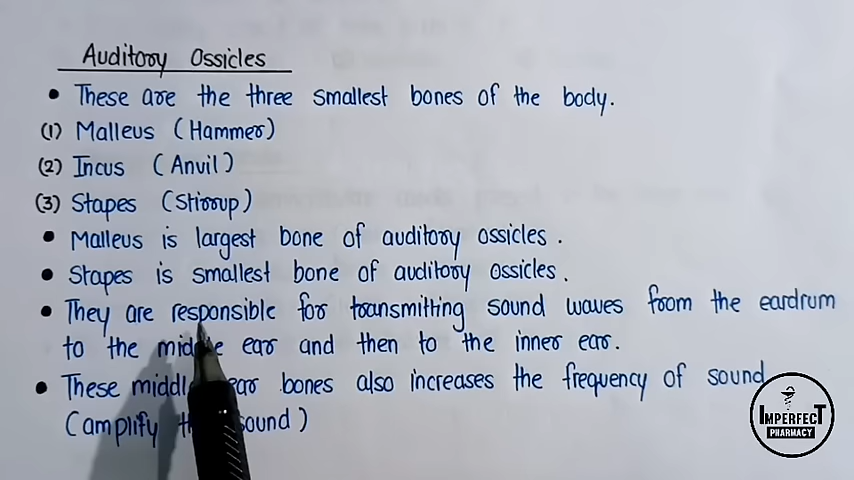 Auditory Ossicles
• These are the three smallest bones of the body.
(1) Malleus (Hammer)
(2) Incus (Anvil)
(3) Stapes (Stirrup)
• Malleus is largest bone of auditory ossicles.
• Stapes is smallest bone of auditory ossicles.
• They are responsible for transmitting sound waves from the eardrum
to the middle ear and then to the inner ear.
• These middle ear bones also increases the frequency of sound
(amplify the sound)
IMPERFECT
PHARMACY